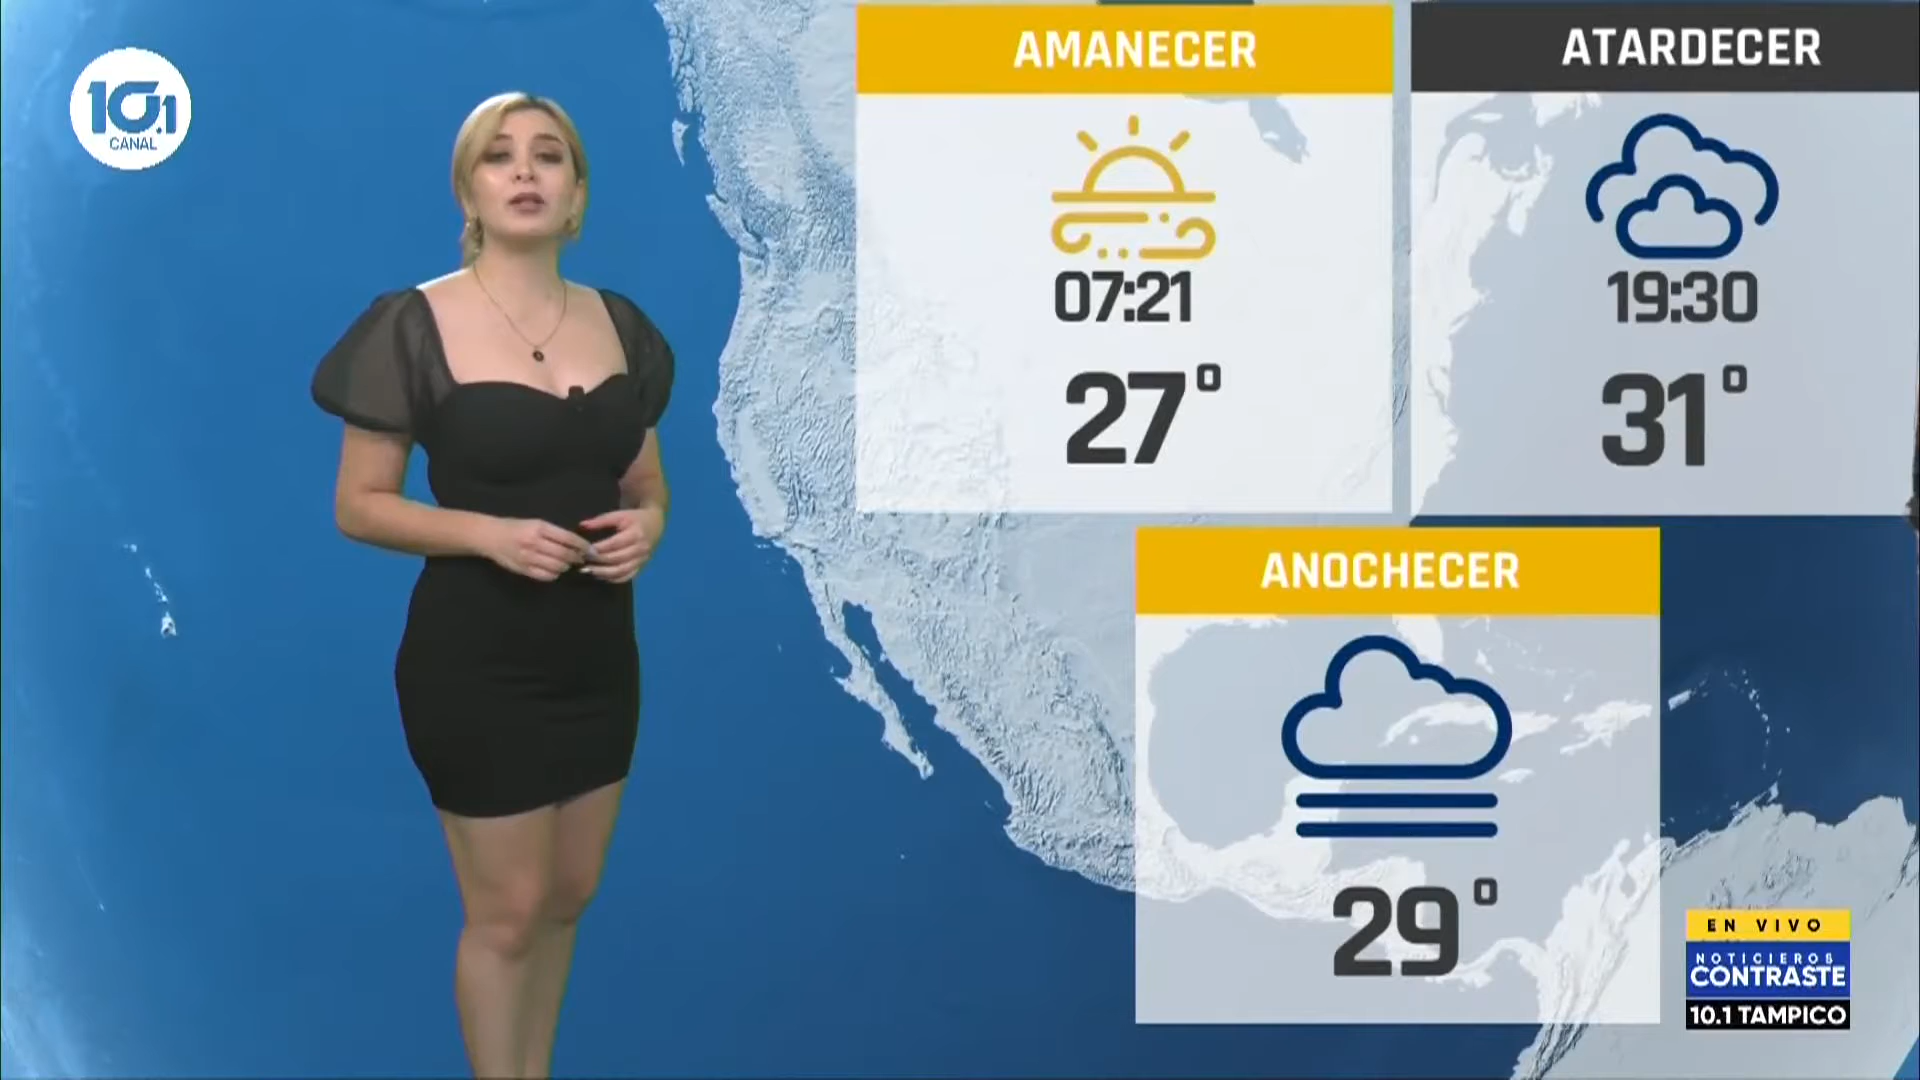 10.1
CANAL
AMANECER
07:21
27°
ATARDECER
19:30
31°
ANOCHECER
29°
EN VIVO
NOTICIEROS
CONTRASTE
10.1 TAMPICO